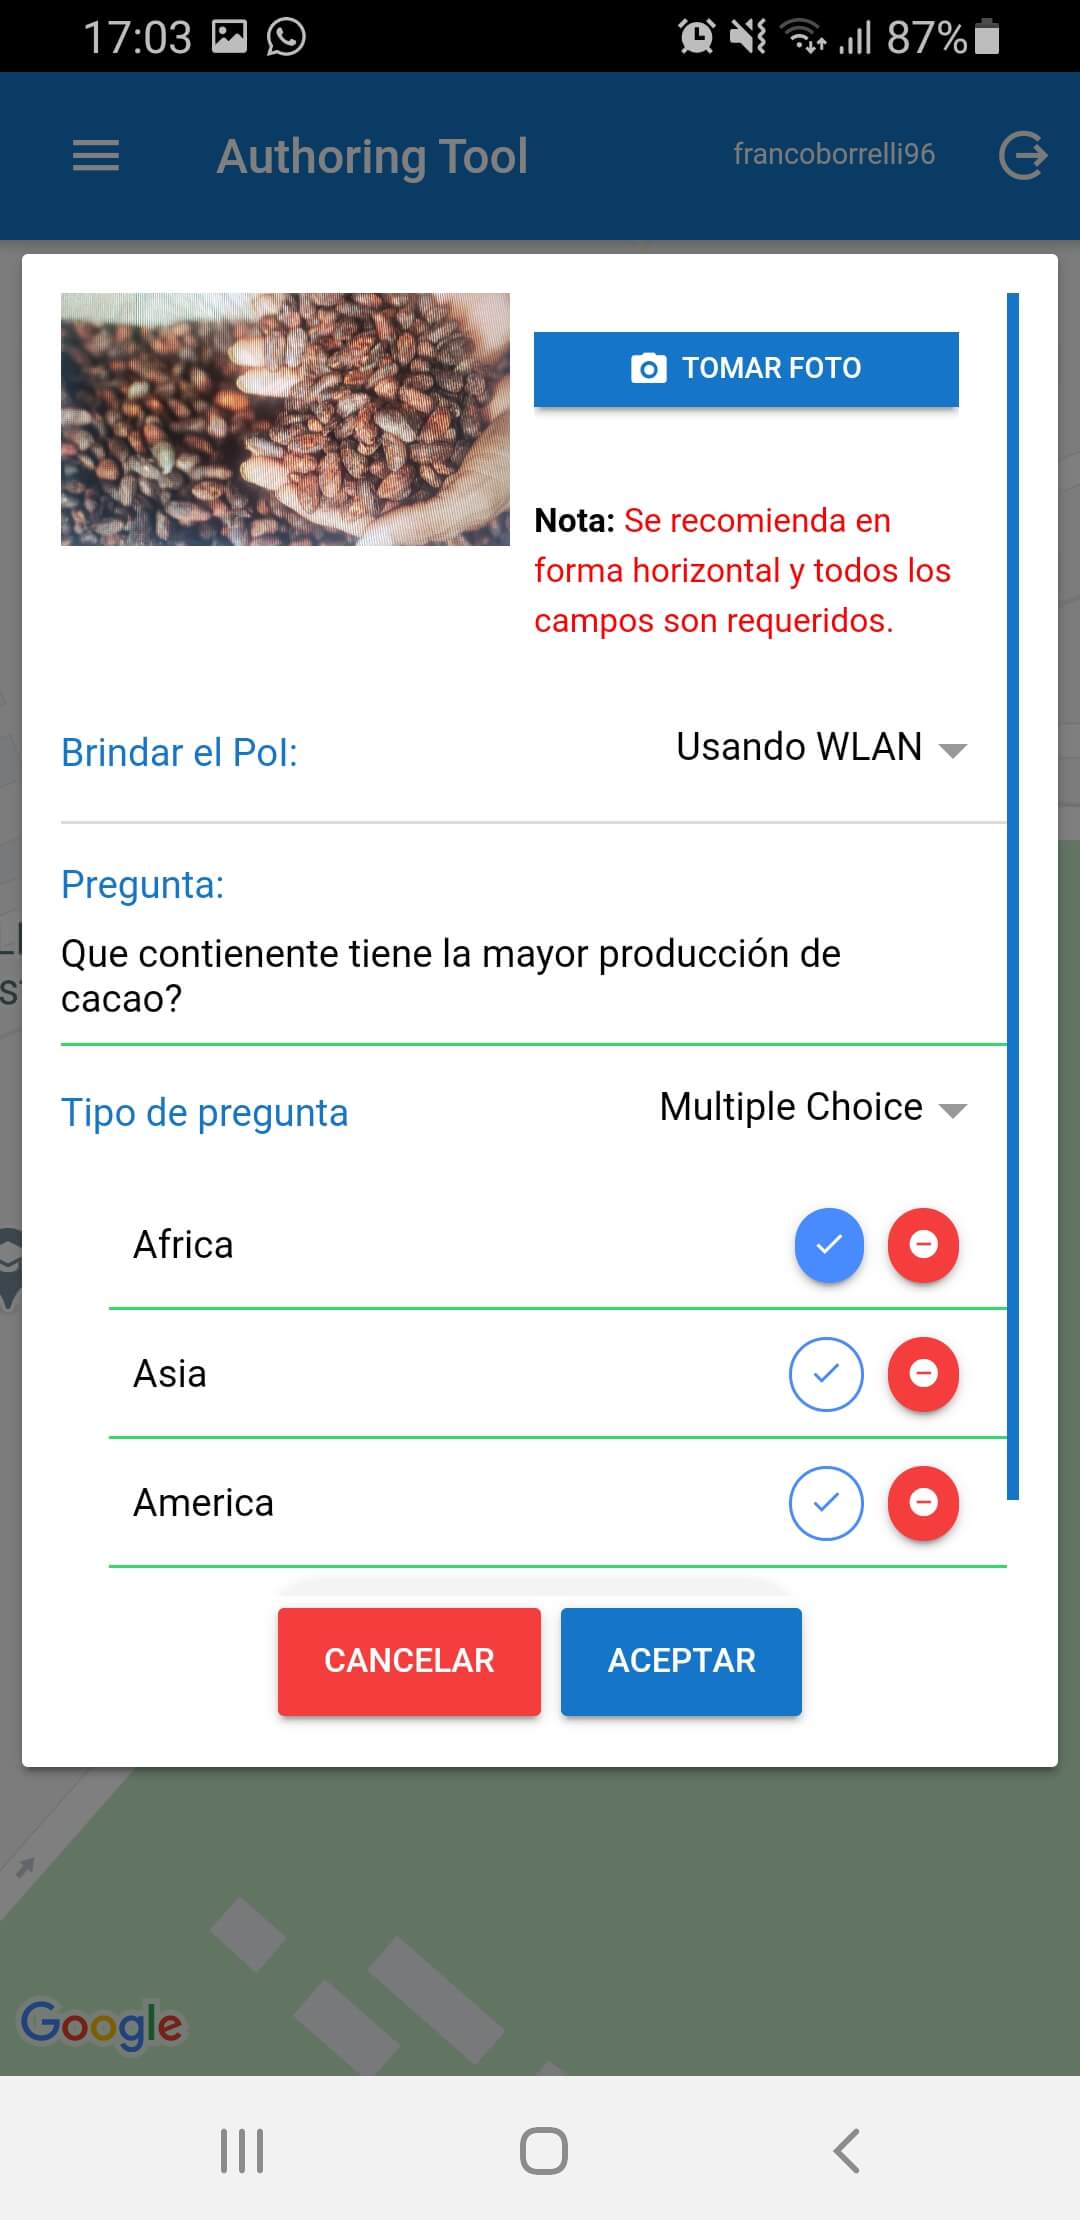 17:03
87%
Authoring Tool
francoborrelli96
TOMAR FOTO
Nota: Se recomienda en
forma horizontal y todos los
campos son requeridos.
Brindar el PoI:
Usando WLAN
Pregunta:
Que contienente tiene la mayor producción de
cacao?
Tipo de pregunta
Multiple Choice
Africa
Asia
America
CANCELAR
ACEPTAR
Google